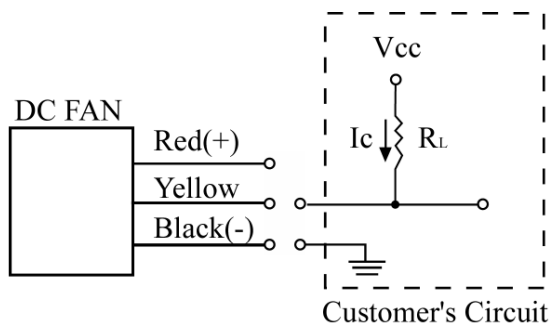 DC FAN
Red(+)
Yellow
Black(-)
Vcc
Ic
RL
Customer's Circuit